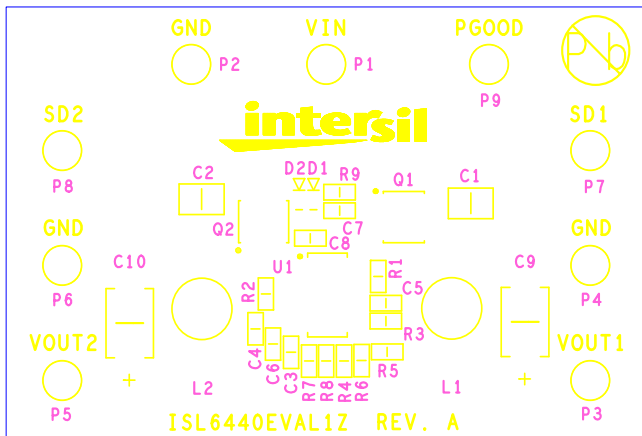 GND
VIN
PGOOD
Pb
P2
P1
P9
SD2
intersil
SD1
P8
P7
D2D1
C2
R9
Q1
C1
Q2
C7
GND
C8
GND
C10
U1
R1
C9
P6
R2
C5
P4
R3
VOUT2
C4
C6
C3
R5
VOUT1
R7
R8
R4
R6
+
+
L2
L1
P5
P3
ISL6440EVAL1Z REV. A